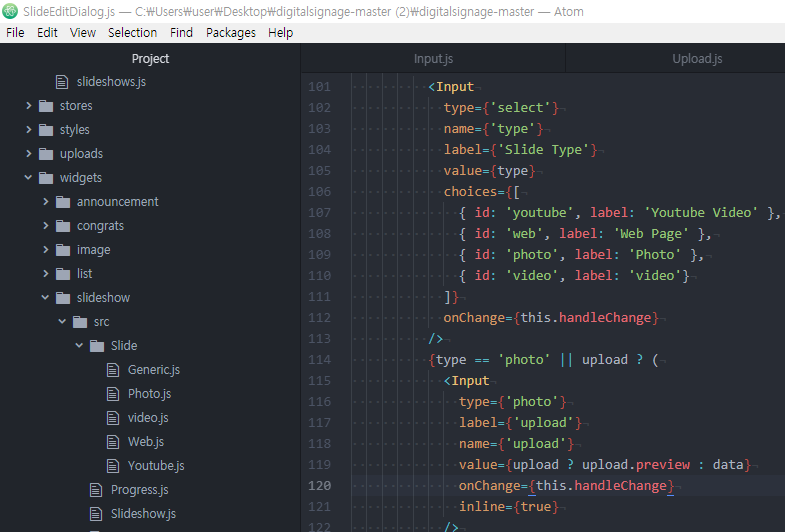 SlideEditDialog.js — C:₩Users₩user₩Desktop₩digitalsignage-master (2)₩digitalsignage-master — Atom
File Edit View Selection Find Packages Help
Project
slideshows.js
stores
styles
uploads
widgets
announcement
congrats
image
list
slideshow
src
Slide
Generic.js
Photo.js
video.js
Web.js
Youtube.js
Progress.js
Slideshow.js
Input.js Upload.js
101 <Input
102 type={'select'}
103 name={'type'}
104 label={'Slide Type'}
105 value={type}
106 choices={[
107 { id: 'youtube', label: 'Youtube Video' },
108 { id: 'web', label: 'Web Page' },
109 { id: 'photo', label: 'Photo' },
110 { id: 'video', label: 'video'}
111 ]}
112 onChange={this.handleChange}
113 />
114 {type == 'photo' || upload ? (
115 <Input
116 type={'photo'}
117 label={'upload'}
118 name={'upload'}
119 value={upload ? upload.preview : data}
120 onChange={this.handleChange}
121 inline={true}
122 />